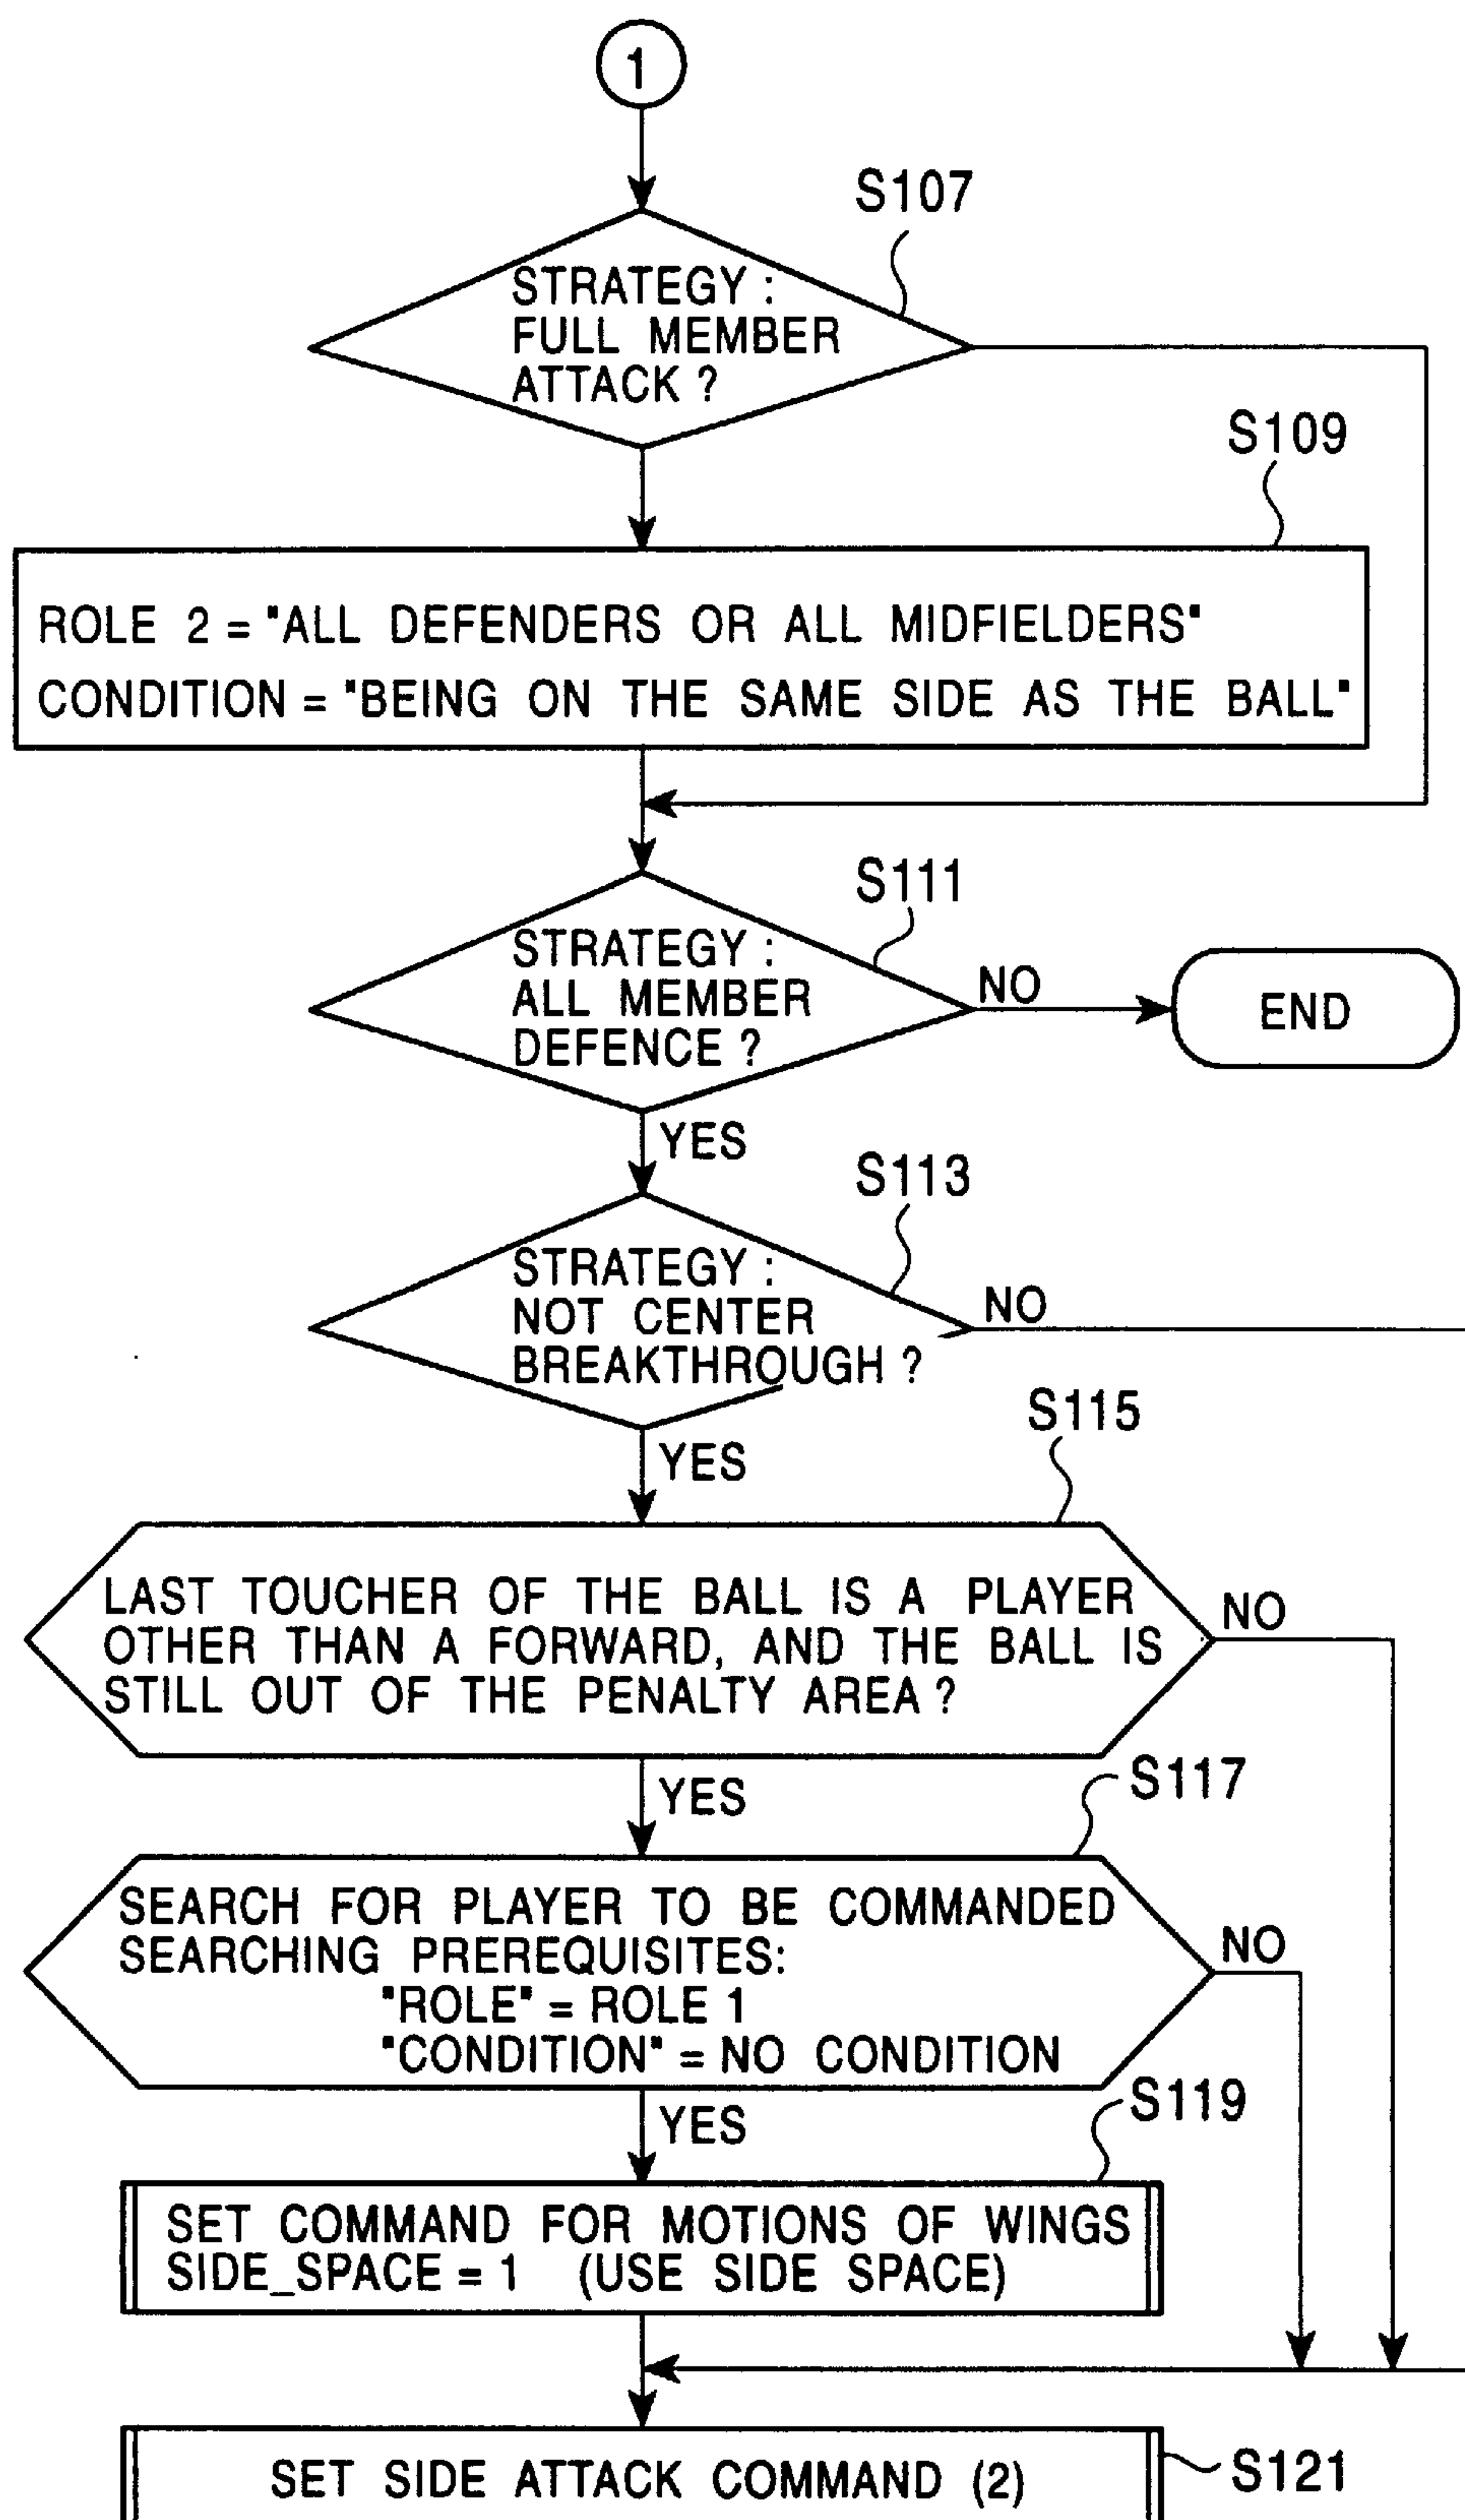 1
S107
STRATEGY :
FULL MEMBER
ATTACK ?
S109
ROLE 2 = "ALL DEFENDERS OR ALL MIDFIELDERS"
CONDITION = "BEING ON THE SAME SIDE AS THE BALL"
S111
STRATEGY :
ALL MEMBER
DEFENCE ?
NO
END
YES
S113
STRATEGY :
NOT CENTER
BREAKTHROUGH ?
NO
YES
S115
LAST TOUCHER OF THE BALL IS A PLAYER
OTHER THAN A FORWARD, AND THE BALL IS
STILL OUT OF THE PENALTY AREA ?
NO
YES
S117
SEARCH FOR PLAYER TO BE COMMANDED
SEARCHING PREREQUISITES:
"ROLE" = ROLE 1
"CONDITION" = NO CONDITION
NO
YES
S119
SET COMMAND FOR MOTIONS OF WINGS
SIDE_SPACE = 1 (USE SIDE SPACE)
SET SIDE ATTACK COMMAND (2)
S121